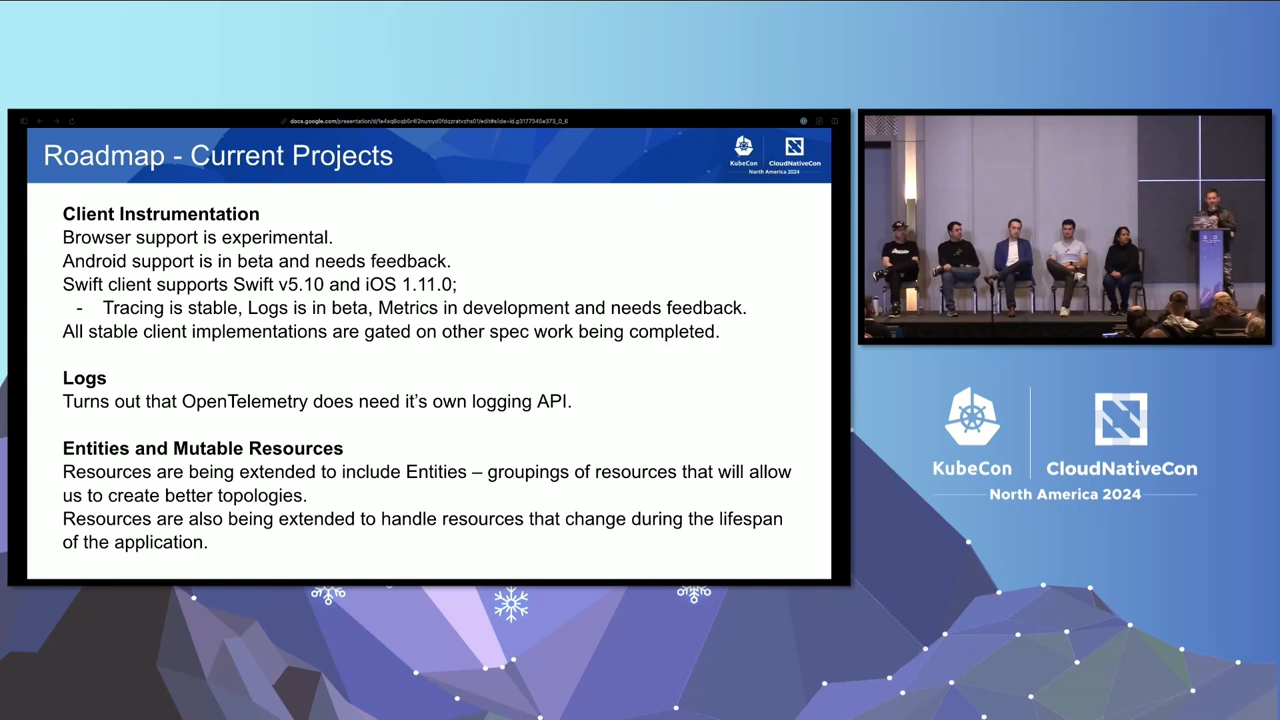 Roadmap - Current Projects
KubeCon
CloudNativeCon
North America 2024
Client Instrumentation
Browser support is experimental.
Android support is in beta and needs feedback.
Swift client supports Swift v5.10 and iOS 1.11.0;
- Tracing is stable, Logs is in beta, Metrics in development and needs feedback.
All stable client implementations are gated on other spec work being completed.
Logs
Turns out that OpenTelemetry does need it's own logging API.
Entities and Mutable Resources
Resources are being extended to include Entities – groupings of resources that will allow
us to create better topologies.
Resources are also being extended to handle resources that change during the lifespan
of the application.
KubeCon
CloudNativeCon
North America 2024